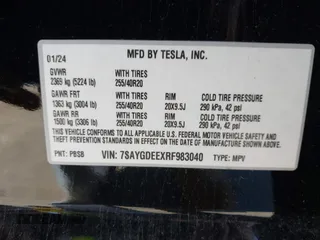 MFD BY TESLA, INC.
01/24
GVWR WITH TIRES
2369 kg (5224 lb) 255/40R20
GAWR FRT WITH TIRES RIM COLD TIRE PRESSURE
1363 kg (3004 lb) 255/40R20 20X9.5J 290 kPa, 42 psi
GAWR RR WITH TIRES RIM COLD TIRE PRESSURE
1500 kg (3306 lb) 255/40R20 20X9.5J 290 kPa, 42 psi
THIS VEHICLE CONFORMS TO ALL APPLICABLE U.S. FEDERAL MOTOR VEHICLE SAFETY
AND THEFT PREVENTION STANDARDS IN EFFECT ON THE DATE OF MANUFACTURE SHOWN ABOVE.
PNT: PBSB VIN: 7SAYGDEEXRF983040 TYPE: MPV